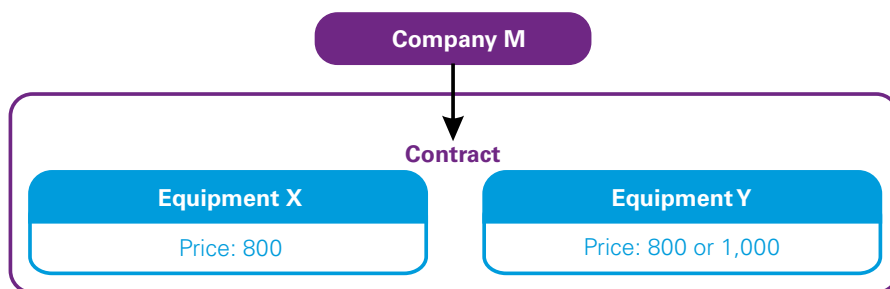 Company M
Contract
Equipment X
Price: 800
Equipment Y
Price: 800 or 1,000